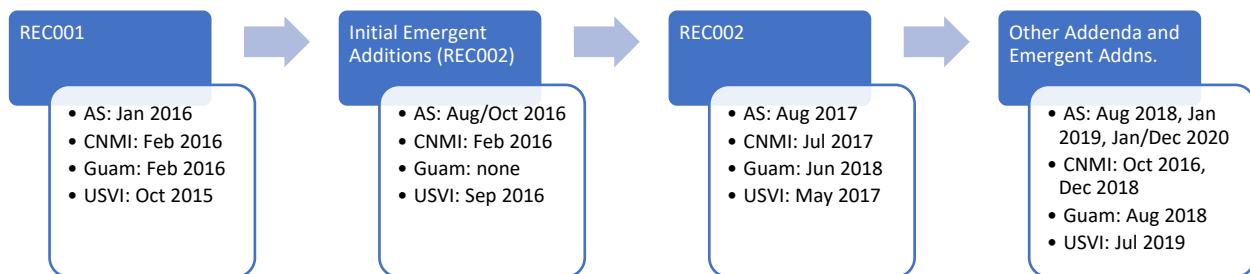 REC001
• AS: Jan 2016
• CNMI: Feb 2016
• Guam: Feb 2016
• USVI: Oct 2015
Initial Emergent
Additions (REC002)
• AS: Aug/Oct 2016
• CNMI: Feb 2016
• Guam: none
• USVI: Sep 2016
REC002
• AS: Aug 2017
• CNMI: Jul 2017
• Guam: Jun 2018
• USVI: May 2017
Other Addenda and
Emergent Addns.
• AS: Aug 2018, Jan
2019, Jan/Dec 2020
• CNMI: Oct 2016,
Dec 2018
• Guam: Aug 2018
• USVI: Jul 2019